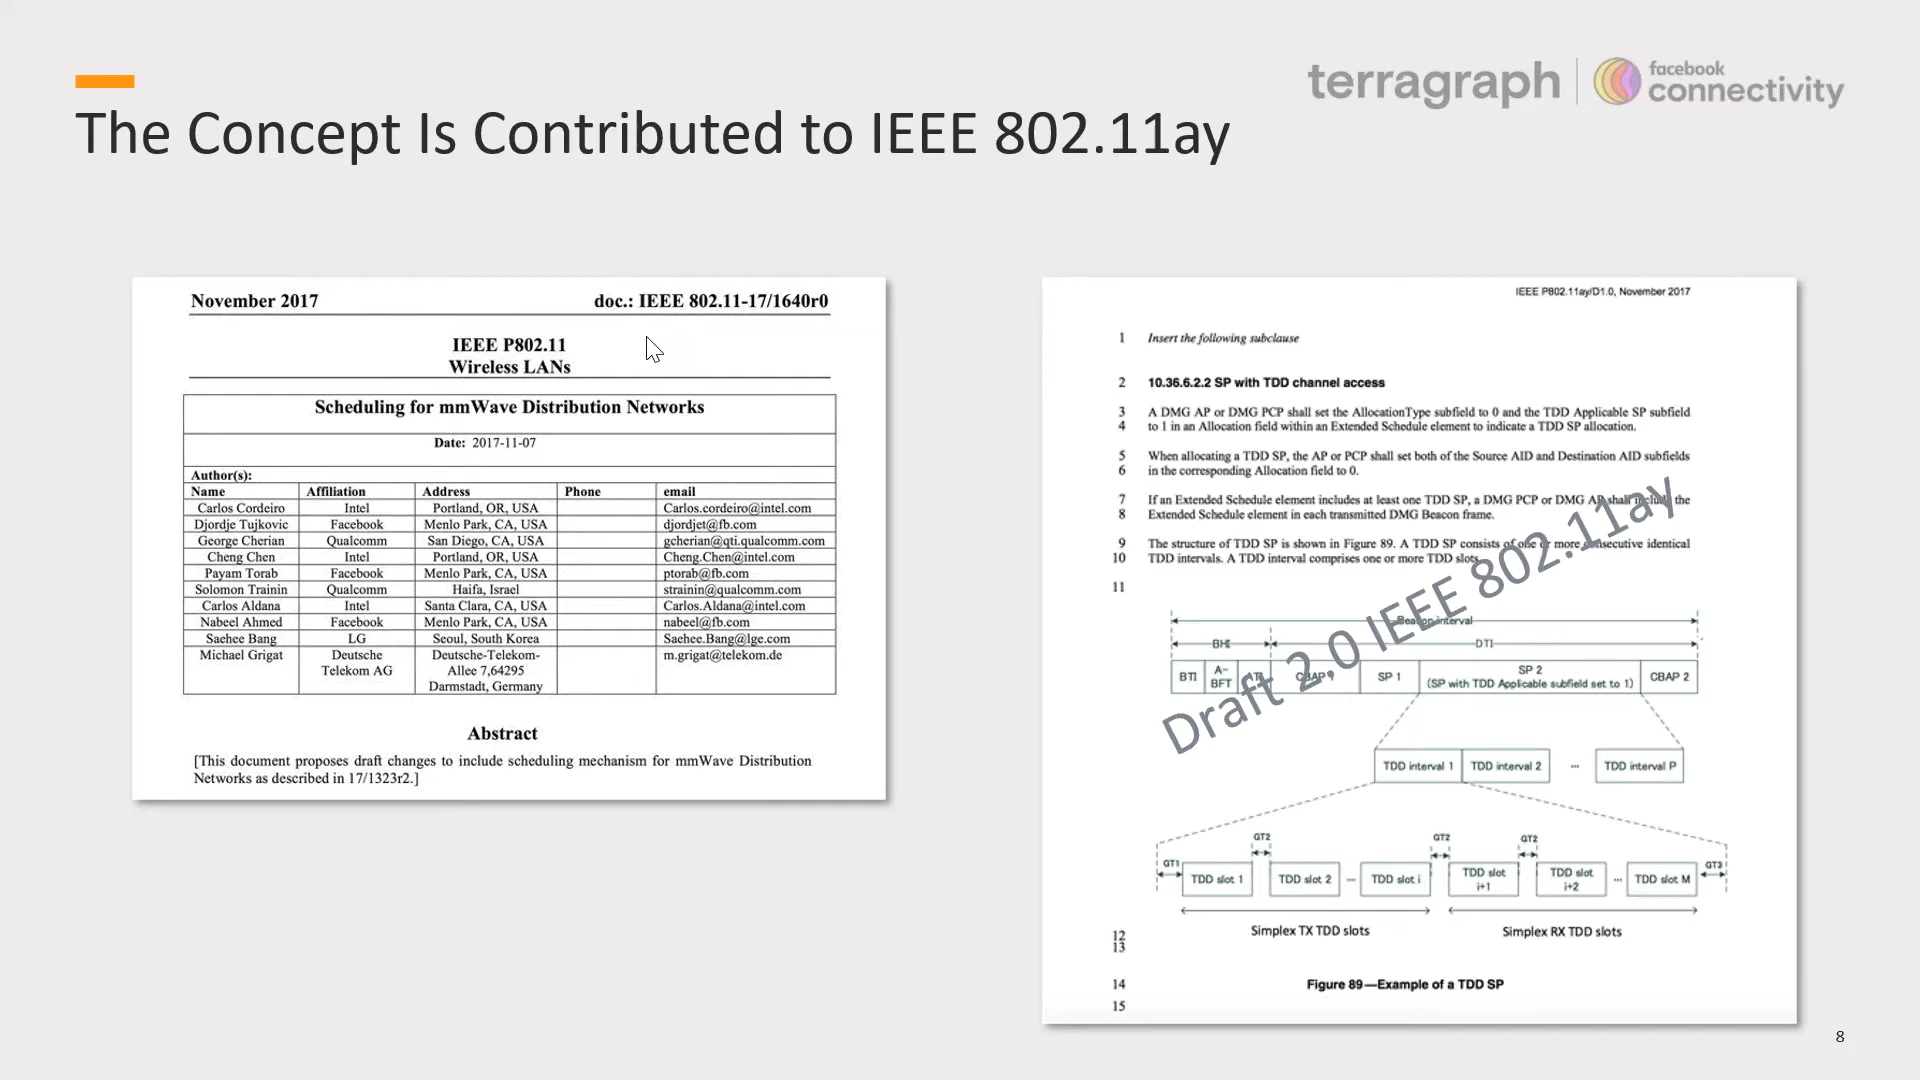 terragraph
facebook
connectivity
The Concept Is Contributed to IEEE 802.11ay
November 2017 doc.: IEEE 802.11-17/1640r0
IEEE P802.11
Wireless LANs
Scheduling for mmWave Distribution Networks
Date: 2017-11-07
Author(s):
Name Affiliation Address Phone email
Carlos Cordeiro Intel Portland, OR, USA Carlos.cordeiro@intel.com
Djordje Tujkovic Facebook Menlo Park, CA, USA djordjet@fb.com
George Cherian Qualcomm San Diego, CA, USA gcherian@qti.qualcomm.com
Cheng Chen Intel Portland, OR, USA Cheng.Chen@intel.com
Payam Torab Facebook Menlo Park, CA, USA ptorab@fb.com
Solomon Trainin Qualcomm Haifa, Israel strainin@qualcomm.com
Carlos Aldana Intel Santa Clara, CA, USA Carlos.Aldana@intel.com
Nabeel Ahmed Facebook Menlo Park, CA, USA nabeel@fb.com
Saehee Bang LG Seoul, South Korea Saehee.Bang@lge.com
Michael Grigat Deutsche Deutsche-Telekom- m.grigat@telekom.de
Telekom AG Allee 7,64295
Darmstadt, Germany
Abstract
[This document proposes draft changes to include scheduling mechanism for mmWave Distribution
Networks as described in 17/1323r2.]
IEEE P802.11ay/D1.0, November 2017
1 Insert the following subclause
2 10.36.6.2.2 SP with TDD channel access
3 A DMG AP or DMG PCP shall set the AllocationType subfield to 0 and the TDD Applicable SP subfield
4 to 1 in an Allocation field within an Extended Schedule element to indicate a TDD SP allocation.
5 When allocating a TDD SP, the AP or PCP shall set both of the Source AID and Destination AID subfields
6 in the corresponding Allocation field to 0.
7 If an Extended Schedule element includes at least one TDD SP, a DMG PCP or DMG AP shall include the
8 Extended Schedule element in each transmitted DMG Beacon frame.
9 The structure of TDD SP is shown in Figure 89. A TDD SP consists of one or more consecutive identical
10 TDD intervals. A TDD interval comprises one or more TDD slots.
11
Draft 2.0 IEEE 802.11ay
Beacon interval
BHI DTI
BTI A-BFT ATI CBAP 1 SP 1 SP 2 CBAP 2
(SP with TDD Applicable subfield set to 1)
TDD interval 1 TDD interval 2 ... TDD interval P
GT2 GT2 GT2
GT1 GT3
TDD slot 1 TDD slot 2 ... TDD slot i TDD slot i+1 TDD slot i+2 ... TDD slot M
Simplex TX TDD slots Simplex RX TDD slots
12
13
14 Figure 89—Example of a TDD SP
15
8